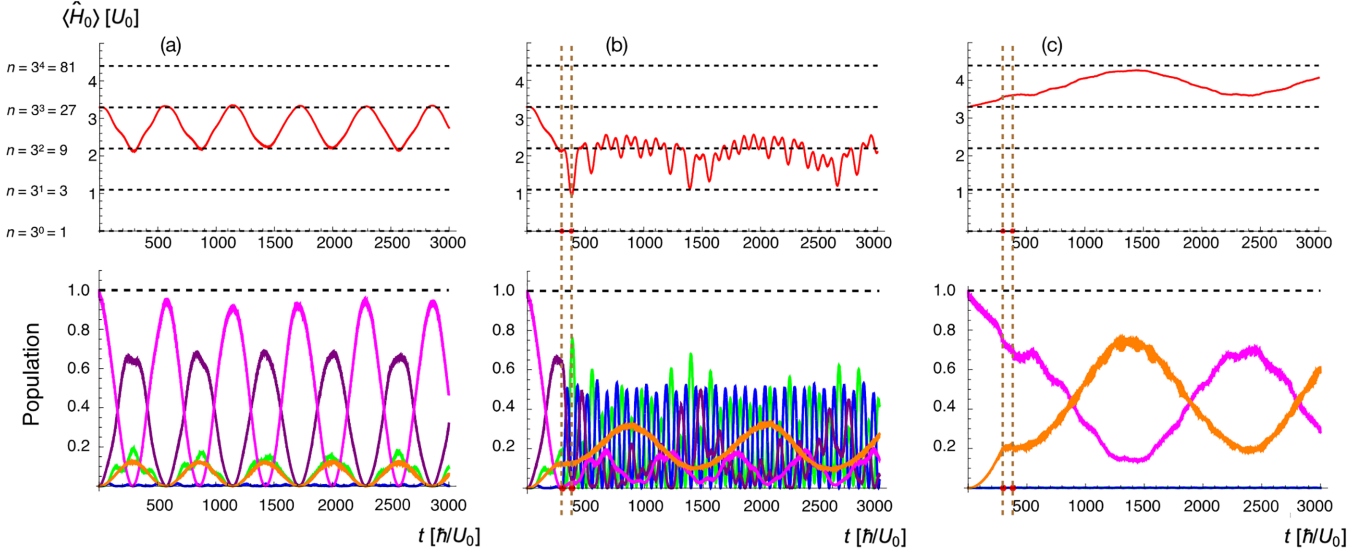 ⟨Ĥ₀⟩ [U₀]
(a)
(b)
(c)
n = 3⁴ = 81
n = 3³ = 27
n = 3² = 9
n = 3¹ = 3
n = 3⁰ = 1
4
3
2
1
500 1000 1500 2000 2500 3000
4
3
2
1
500 1000 1500 2000 2500 3000
4
3
2
1
500 1000 1500 2000 2500 3000
Population
1.0
0.8
0.6
0.4
0.2
500 1000 1500 2000 2500 3000
t [ħ/U₀]
1.0
0.8
0.6
0.4
0.2
500 1000 1500 2000 2500 3000
t [ħ/U₀]
1.0
0.8
0.6
0.4
0.2
500 1000 1500 2000 2500 3000
t [ħ/U₀]